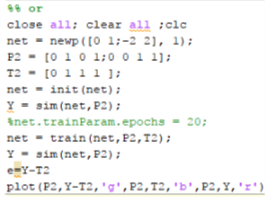 %% or
close all; clear all ;clc
net = newp([0 1;-2 2], 1);
P2 = [0 1 0 1;0 0 1 1];
T2 = [0 1 1 1 ];
net = init(net);
Y = sim(net,P2);
%net.trainParam.epochs = 20;
net = train(net,P2,T2);
Y = sim(net,P2);
e=Y-T2
plot(P2,Y-T2,'g',P2,T2,'b',P2,Y,'r')